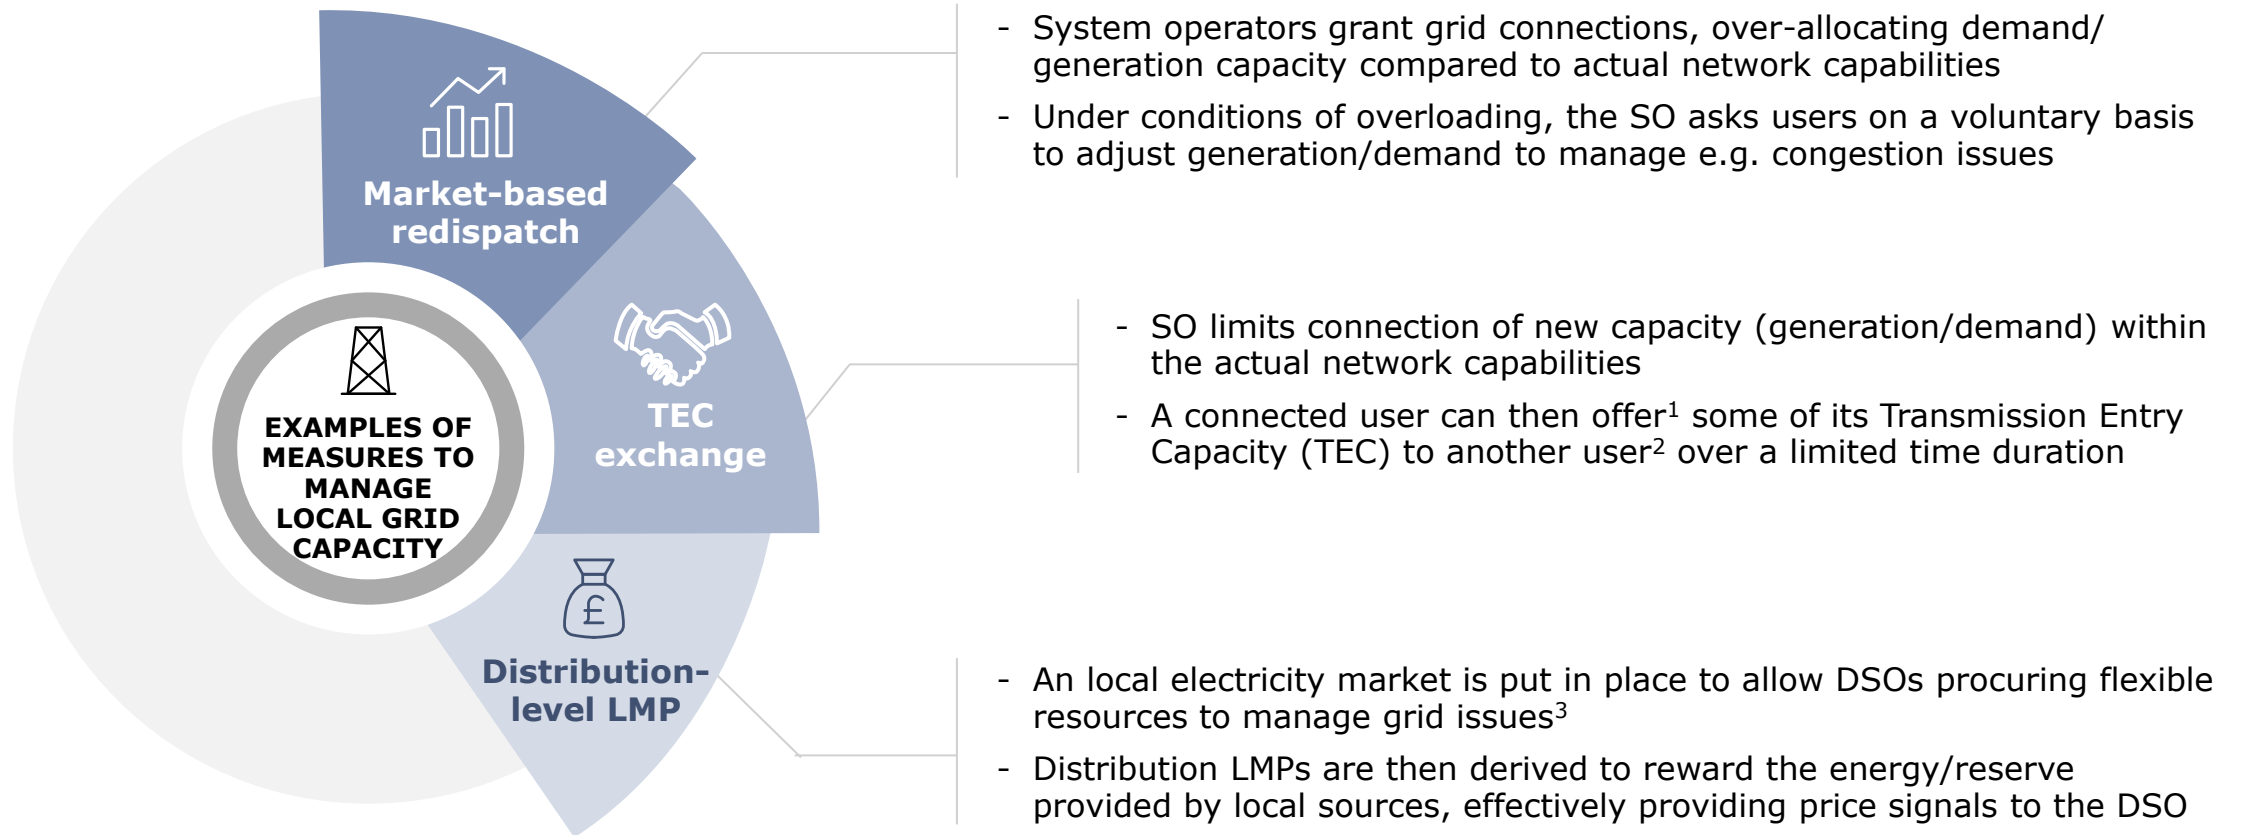 Market-based
redispatch
- System operators grant grid connections, over-allocating demand/
generation capacity compared to actual network capabilities
- Under conditions of overloading, the SO asks users on a voluntary basis
to adjust generation/demand to manage e.g. congestion issues
TEC
exchange
- SO limits connection of new capacity (generation/demand) within
the actual network capabilities
- A connected user can then offer¹ some of its Transmission Entry
Capacity (TEC) to another user² over a limited time duration
EXAMPLES OF
MEASURES TO
MANAGE
LOCAL GRID
CAPACITY
£
Distribution-
level LMP
- An local electricity market is put in place to allow DSOs procuring flexible
resources to manage grid issues³
- Distribution LMPs are then derived to reward the energy/reserve
provided by local sources, effectively providing price signals to the DSO